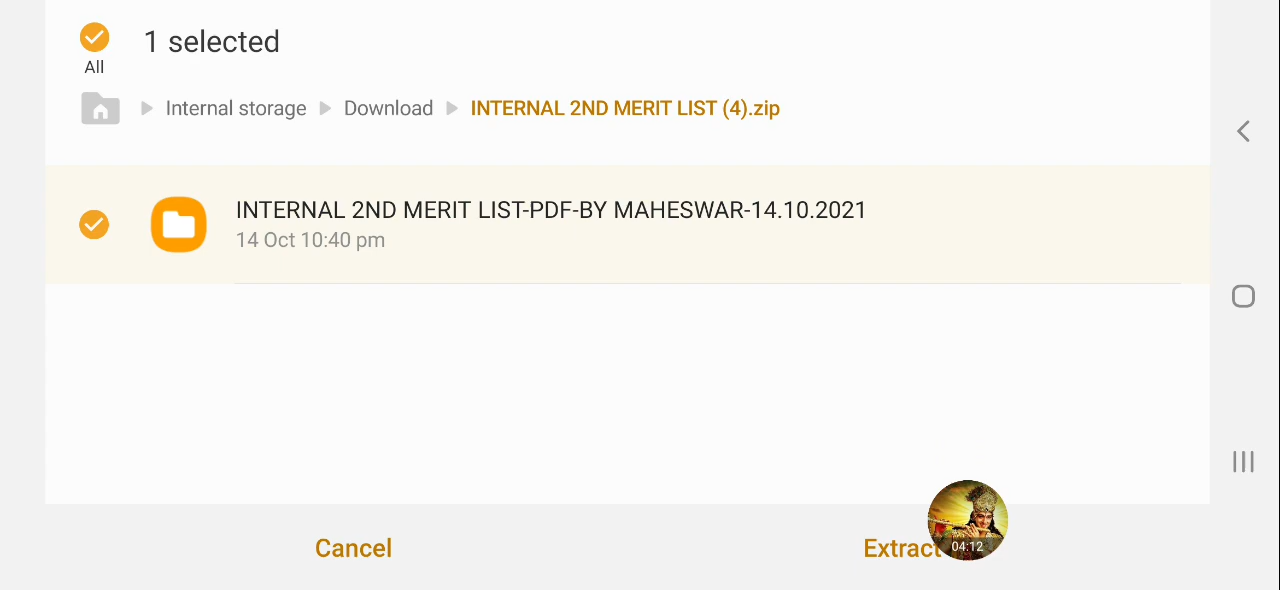 1 selected
All
Internal storage Download INTERNAL 2ND MERIT LIST (4).zip
INTERNAL 2ND MERIT LIST-PDF-BY MAHESWAR-14.10.2021
14 Oct 10:40 pm
Cancel
Extract
04:12